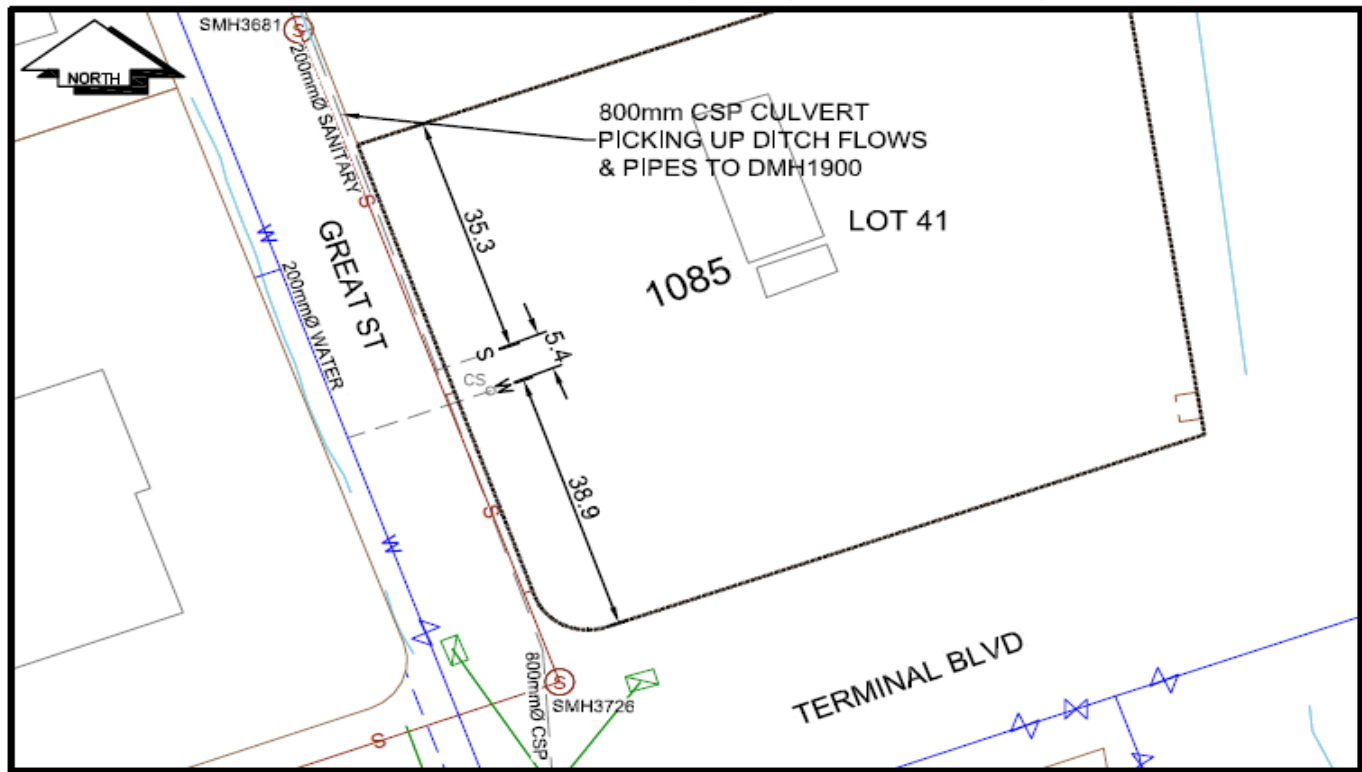 SMH3681
NORTH
200mmØ SANITARY
800mm CSP CULVERT
PICKING UP DITCH FLOWS
& PIPES TO DMH1900
S
S
LOT 41
1085
35.3
W
GREAT ST
200mmØ WATER
S
5.4
CS
W
38.9
S
W
800mmØ CSP
S
SMH3726
TERMINAL BLVD
S